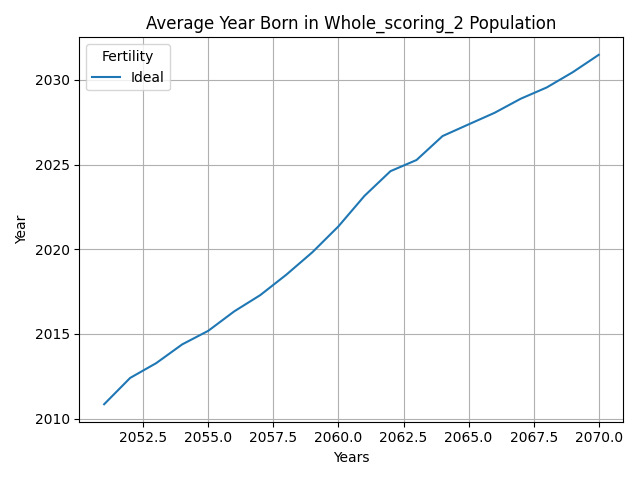 Average Year Born in Whole_scoring_2 Population
Fertility
Ideal
Year
2030
2025
2020
2015
2010
2052.5 2055.0 2057.5 2060.0 2062.5 2065.0 2067.5 2070.0
Years